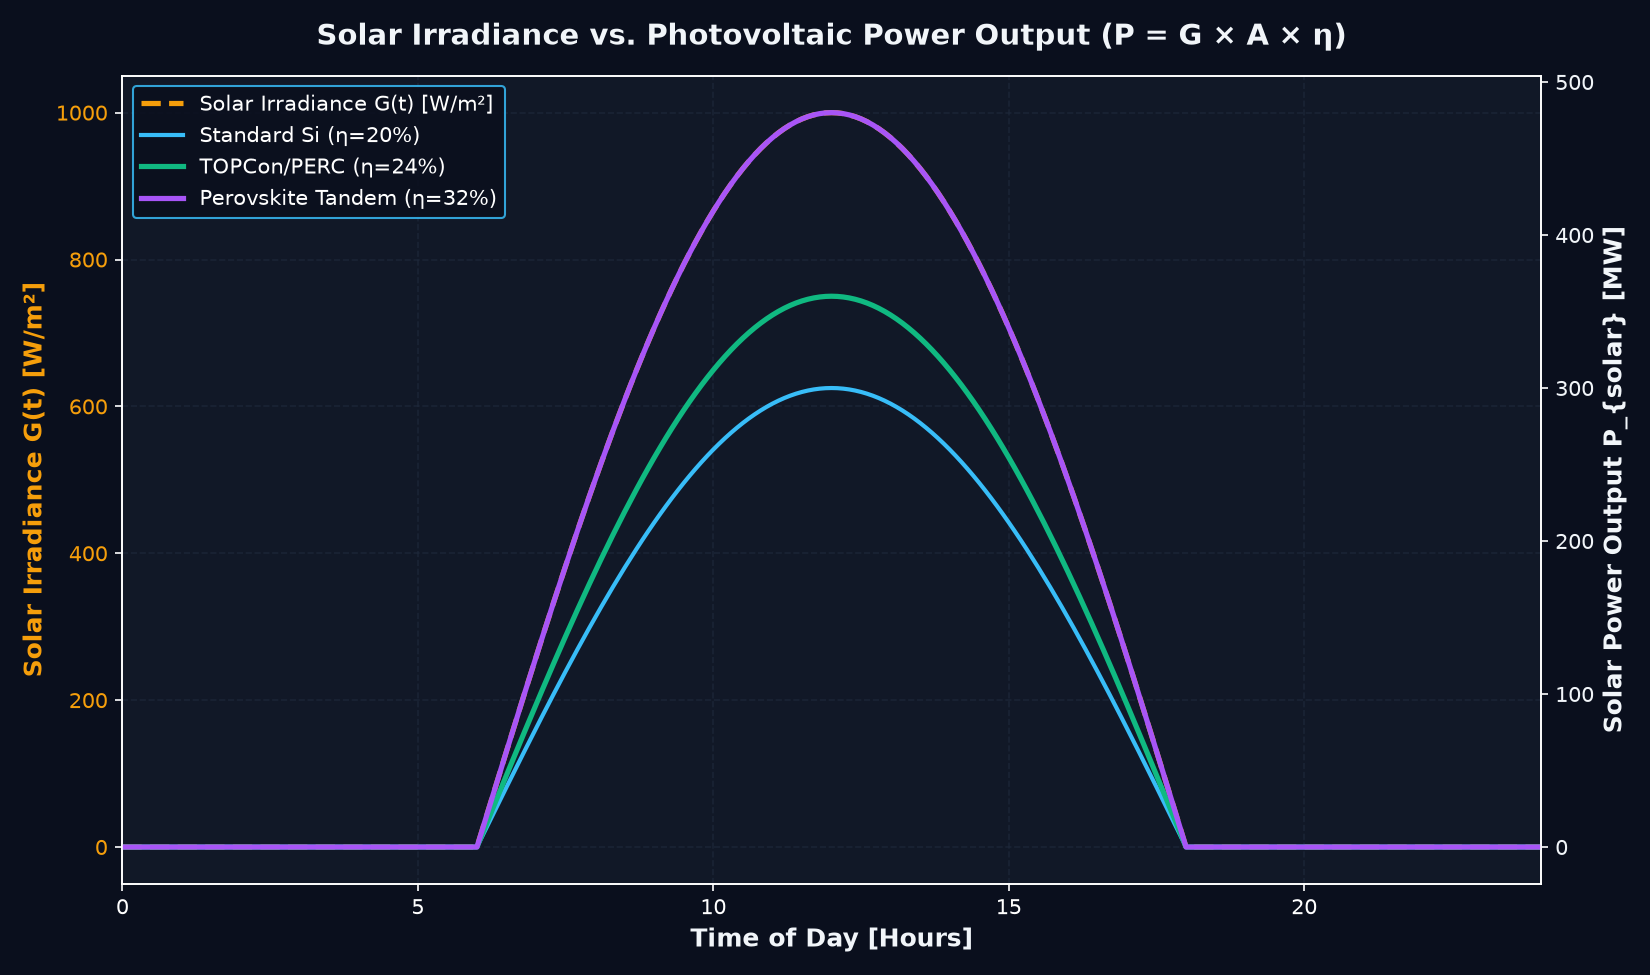 Solar Irradiance vs. Photovoltaic Power Output (P = G × A × η)
Solar Irradiance G(t) [W/m²]
Standard Si (η=20%)
TOPCon/PERC (η=24%)
Perovskite Tandem (η=32%)
Solar Irradiance G(t) [W/m²]
1000
800
600
400
200
0
500
400
300
200
100
0
Solar Power Output P_{solar} [MW]
0 5 10 15 20
Time of Day [Hours]